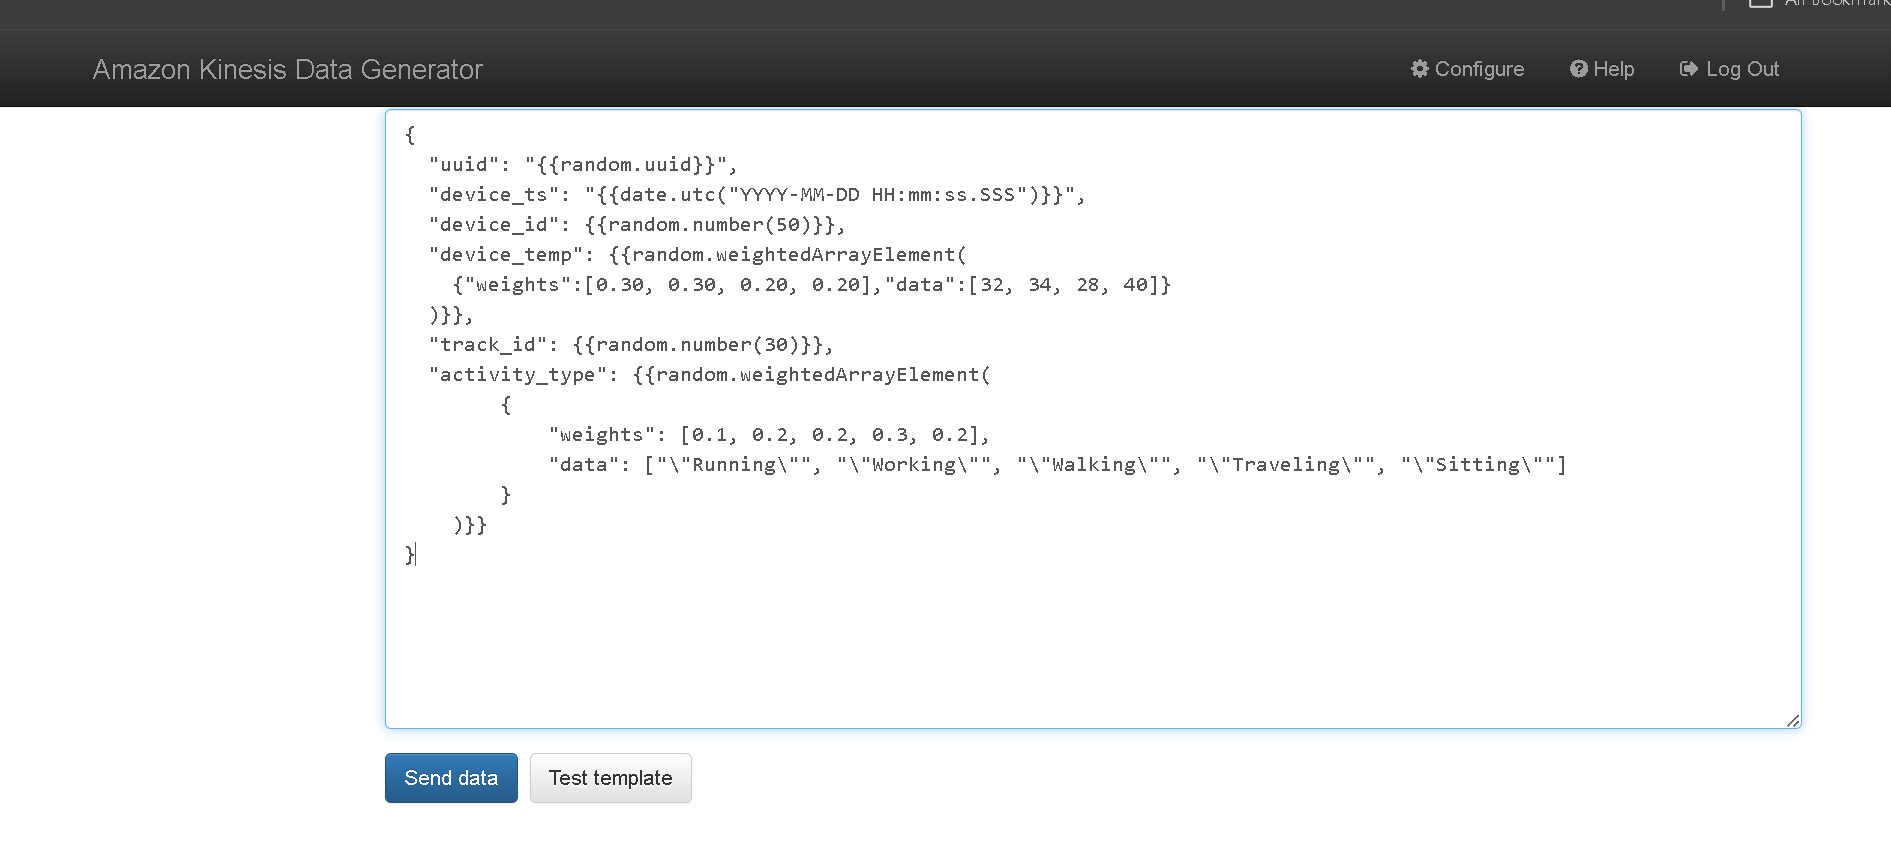 Amazon Kinesis Data Generator
Configure
Help
Log Out
{
"uuid": "{{random.uuid}}",
"device_ts": "{{date.utc("YYYY-MM-DD HH:mm:ss.SSS")}}",
"device_id": {{random.number(50)}},
"device_temp": {{random.weightedArrayElement(
{"weights":[0.30, 0.30, 0.20, 0.20],"data":[32, 34, 28, 40]}
)}},
"track_id": {{random.number(30)}},
"activity_type": {{random.weightedArrayElement(
{
"weights": [0.1, 0.2, 0.2, 0.3, 0.2],
"data": ["\"Running\"", "\"Working\"", "\"Walking\"", "\"Traveling\"", "\"Sitting\""]
}
)}}
}
Send data
Test template